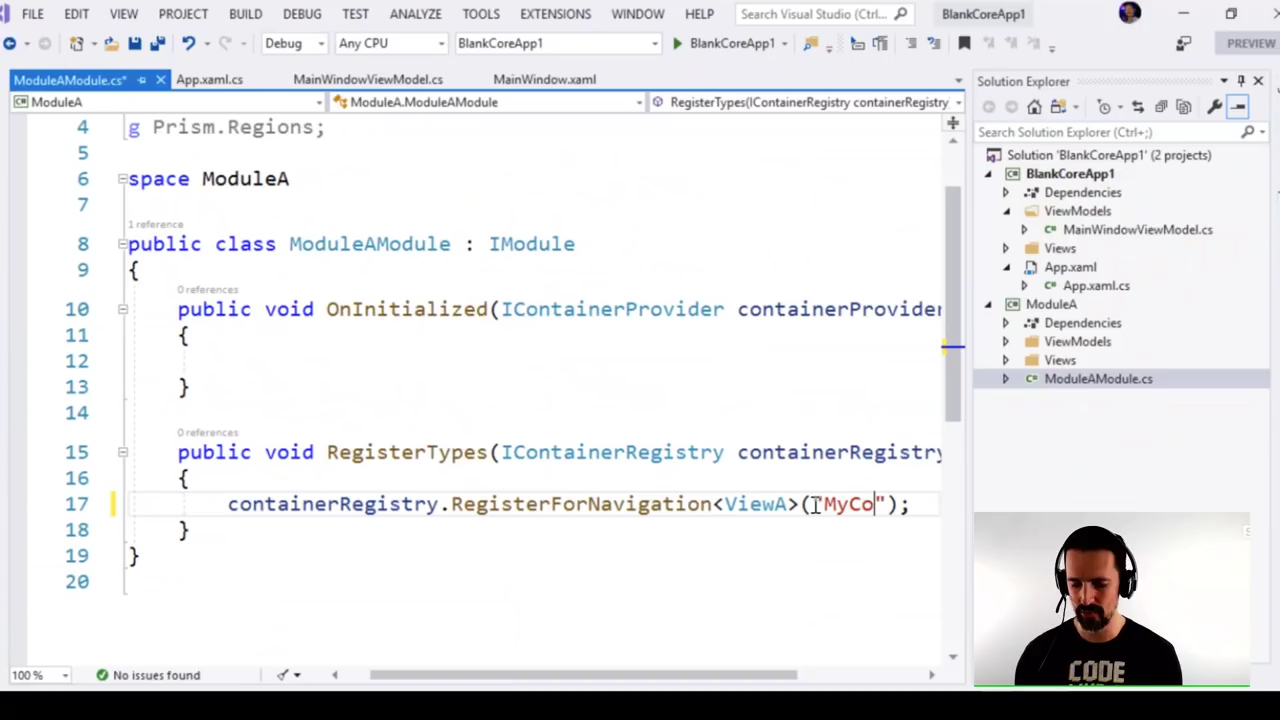 FILE EDIT VIEW PROJECT BUILD DEBUG TEST ANALYZE TOOLS EXTENSIONS WINDOW HELP Search Visual Studio (Ctrl+... BlankCoreApp1
Debug Any CPU BlankCoreApp1 BlankCoreApp1 PREVIEW
ModuleAModule.cs* App.xaml.cs MainWindowViewModel.cs MainWindow.xaml
ModuleA ModuleA.ModuleAModule RegisterTypes(IContainerRegistry containerRegistry
4 g Prism.Regions;
5
6 space ModuleA
7
1 reference
8 public class ModuleAModule : IModule
9 {
0 references
10 public void OnInitialized(IContainerProvider containerProvider
11 {
12
13 }
14
0 references
15 public void RegisterTypes(IContainerRegistry containerRegistry
16 {
17 containerRegistry.RegisterForNavigation<ViewA>("MyCo");
18 }
19 }
20
100 % No issues found
Solution Explorer
Search Solution Explorer (Ctrl+;)
Solution 'BlankCoreApp1' (2 projects)
BlankCoreApp1
Dependencies
ViewModels
MainWindowViewModel.cs
Views
App.xaml
App.xaml.cs
ModuleA
Dependencies
ViewModels
Views
ModuleAModule.cs
CODE